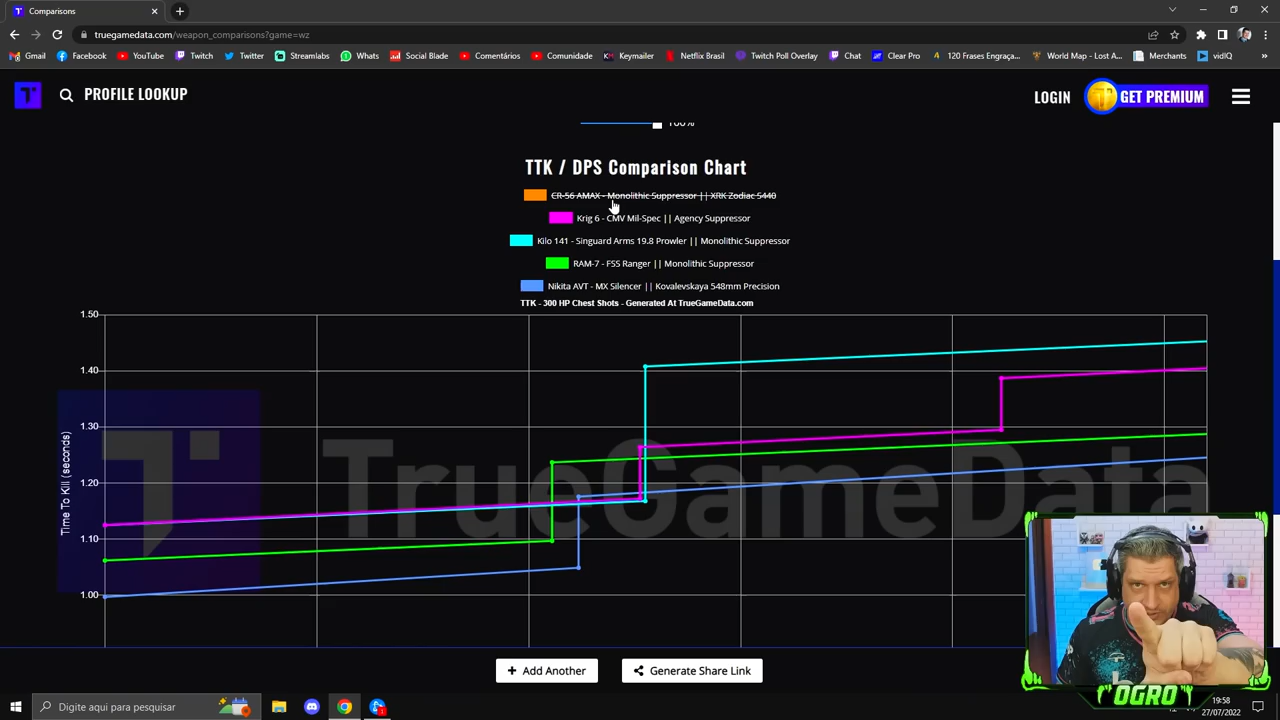 Comparisons
truegamedata.com/weapon_comparisons?game=wz
Gmail Facebook YouTube Twitch Twitter Streamlabs Whats Social Blade Comentários Comunidade Keymailer Netflix Brasil Twitch Poll Overlay Chat Clear Pro World Map - Lost A... 120 Frases Engraça... Merchants vidIQ
PROFILE LOOKUP
LOGIN
GET PREMIUM
100%
TTK / DPS Comparison Chart
CR-56 AMAX - Monolithic Suppressor || XRK Zodiac S440
Krig 6 - CMV Mil-Spec || Agency Suppressor
Kilo 141 - Singuard Arms 19.8 Prowler || Monolithic Suppressor
RAM-7 - FSS Ranger || Monolithic Suppressor
Nikita AVT - MX Silencer || Kovalevskaya 548mm Precision
TTK - 300 HP Chest Shots - Generated At TrueGameData.com
1.50
1.40
1.30
1.20
1.10
1.00
Time To Kill (seconds)
TrueGameData
OGRO
Add Another
Generate Share Link
Digite aqui para pesquisar
19:58
27/07/2022